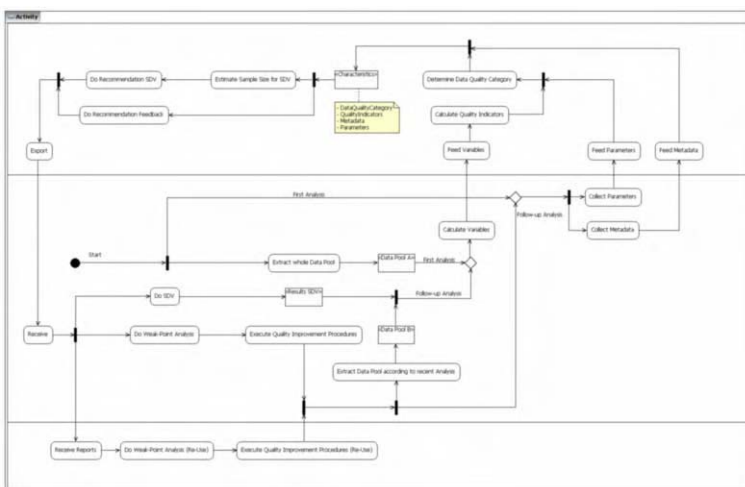 Activity
Do Recommendation SDV
Estimate Sample Size for SDV
«Characteristics»
Determine Data Quality Category
Do Recommendation Feedback
- DataQualityCategory
- QualityIndicators
- Metadata
- Parameters
Calculate Quality Indicators
Export
Feed Variables
Feed Parameters
Feed Metadata
First Analysis
Collect Parameters
Follow-up Analysis
Calculate Variables
Collect Metadata
Start
Extract whole Data Pool
«Data Pool A»
First Analysis
Do SDV
«Results SDV»
Follow-up Analysis
Receive
Do Weak-Point Analysis
Execute Quality Improvement Procedures
«Data Pool B»
Extract Data Pool according to recent Analysis
Receive Reports
Do Weak-Point Analysis (Re-Use)
Execute Quality Improvement Procedures (Re-Use)